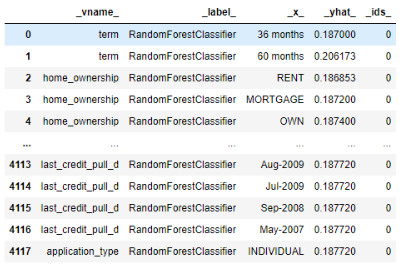 _vname_ _label_ _x_ _yhat_ _ids_
0 term RandomForestClassifier 36 months 0.187000 0
1 term RandomForestClassifier 60 months 0.206173 0
2 home_ownership RandomForestClassifier RENT 0.186853 0
3 home_ownership RandomForestClassifier MORTGAGE 0.187200 0
4 home_ownership RandomForestClassifier OWN 0.187400 0
... ... ... ... ... ...
4113 last_credit_pull_d RandomForestClassifier Aug-2009 0.187720 0
4114 last_credit_pull_d RandomForestClassifier Jul-2009 0.187720 0
4115 last_credit_pull_d RandomForestClassifier Sep-2008 0.187720 0
4116 last_credit_pull_d RandomForestClassifier May-2007 0.187720 0
4117 application_type RandomForestClassifier INDIVIDUAL 0.187720 0